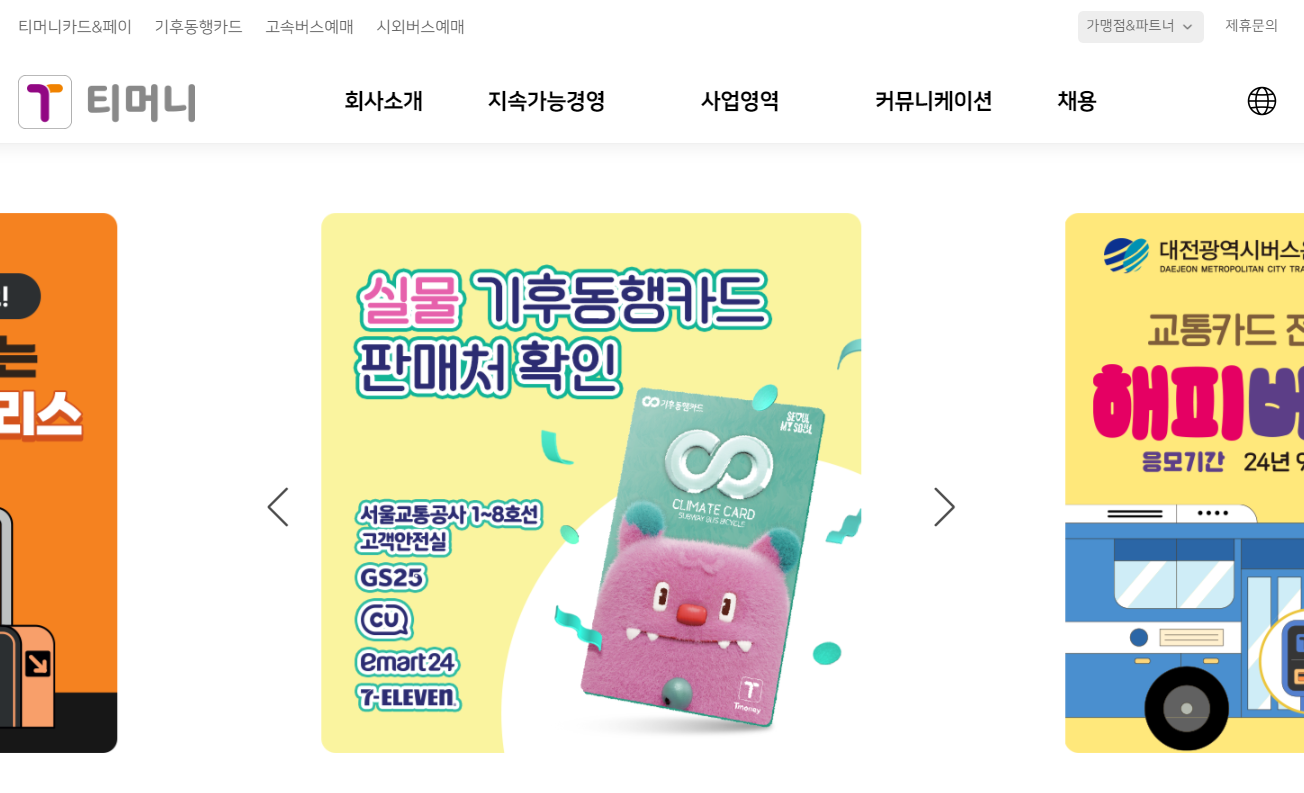 티머니카드&페이 기후동행카드 고속버스예매 시외버스예매 가맹점&파트너 제휴문의
티머니 회사소개 지속가능경영 사업영역 커뮤니케이션 채용
는
리스
실물 기후동행카드
판매처 확인
서울교통공사 1~8호선
고객안전실
GS25
CU
emart24
7-ELEVEN
기후동행카드
SEOUL
MY SOUL
CLIMATE CARD
SUBWAY BUS BICYCLE
Tmoney
대전광역시버스
DAEJEON METROPOLITAN CITY TRA
교통카드 전
해피버
응모기간 24년 9